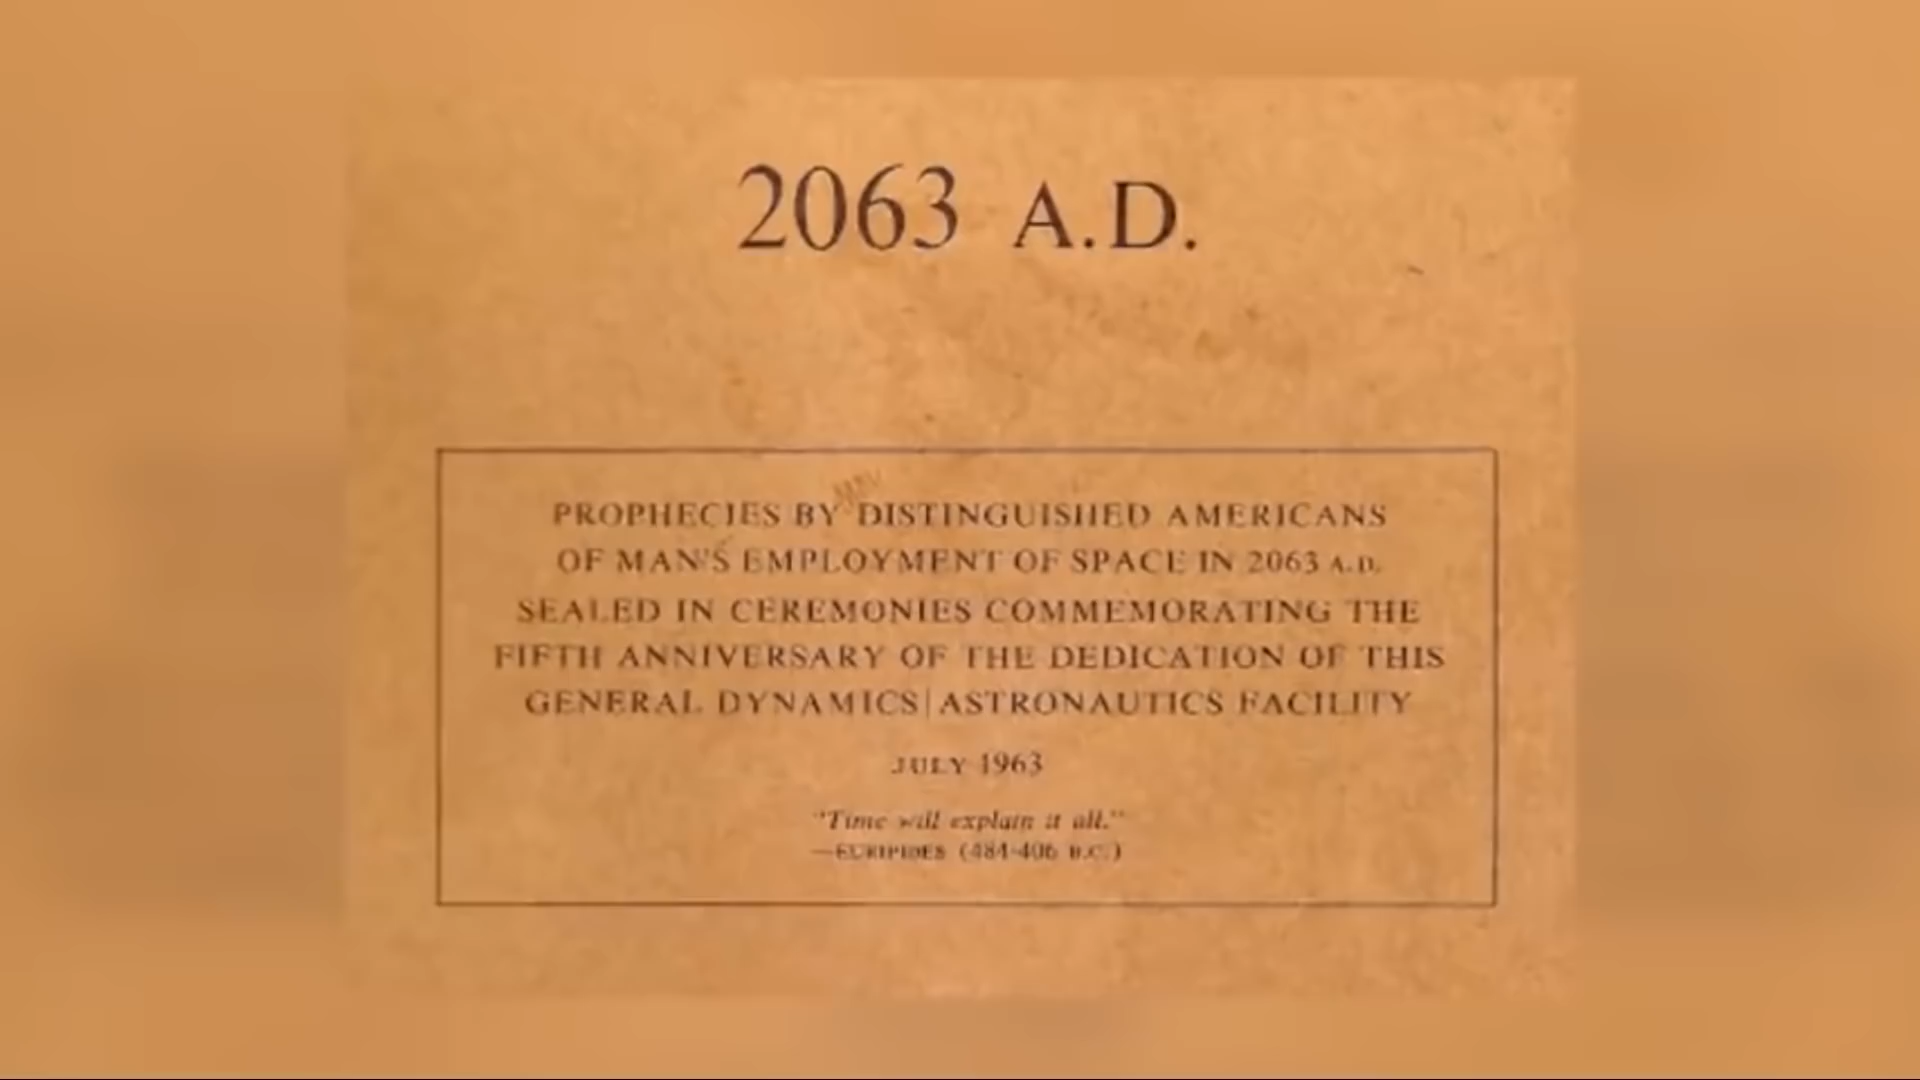 2063 A.D.
PROPHECIES BY DISTINGUISHED AMERICANS
OF MAN'S EMPLOYMENT OF SPACE IN 2063 A.D.
SEALED IN CEREMONIES COMMEMORATING THE
FIFTH ANNIVERSARY OF THE DEDICATION OF THIS
GENERAL DYNAMICS|ASTRONAUTICS FACILITY
JULY 1963
"Time will explain it all."
—EURIPIDES (484-406 B.C.)